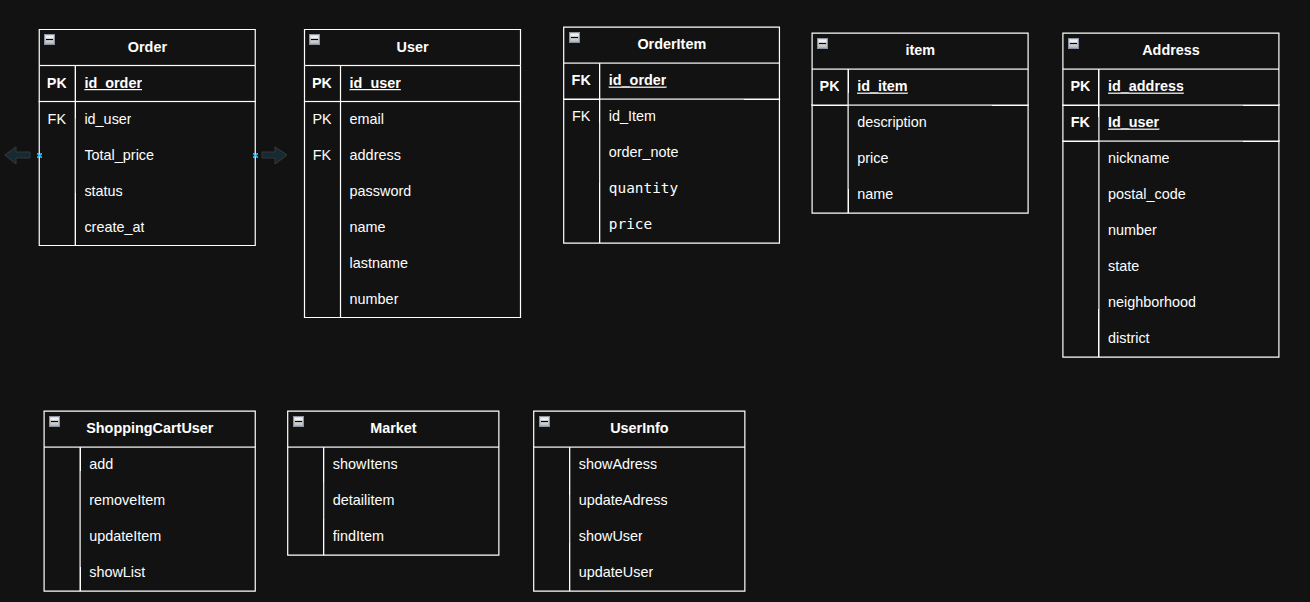 Order
PK id_order
FK id_user
Total_price
status
create_at
User
PK id_user
PK email
FK address
password
name
lastname
number
OrderItem
FK id_order
FK id_Item
order_note
quantity
price
item
PK id_item
description
price
name
Address
PK id_address
FK Id_user
nickname
postal_code
number
state
neighborhood
district
ShoppingCartUser
add
removeItem
updateItem
showList
Market
showItens
detailitem
findItem
UserInfo
showAdress
updateAdress
showUser
updateUser